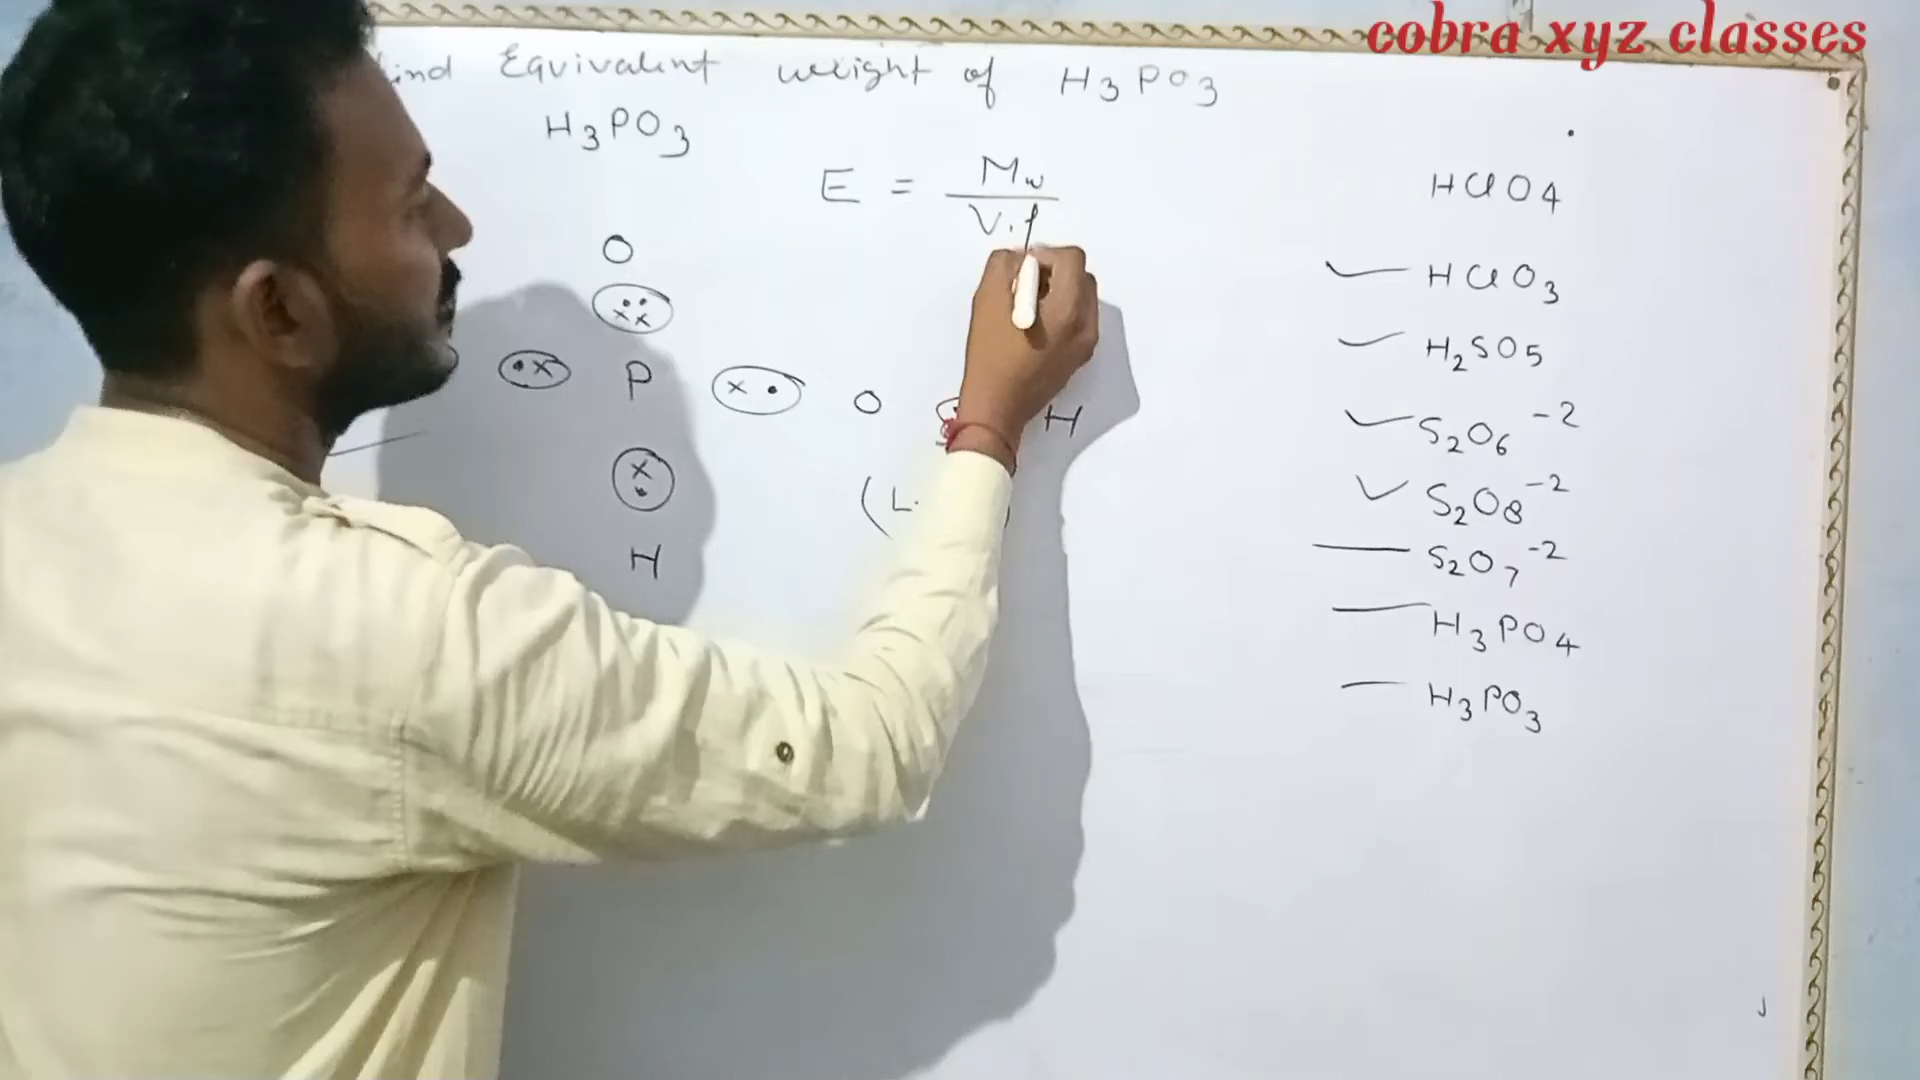 cobra xyz classes
Equivalent weight of H3PO3
H3PO3
E = Mw / V.f
O
P O H
(L.
H
HClO4
HClO3
H2SO5
S2O6 -2
S2O8 -2
S2O7 -2
H3PO4
H3PO3